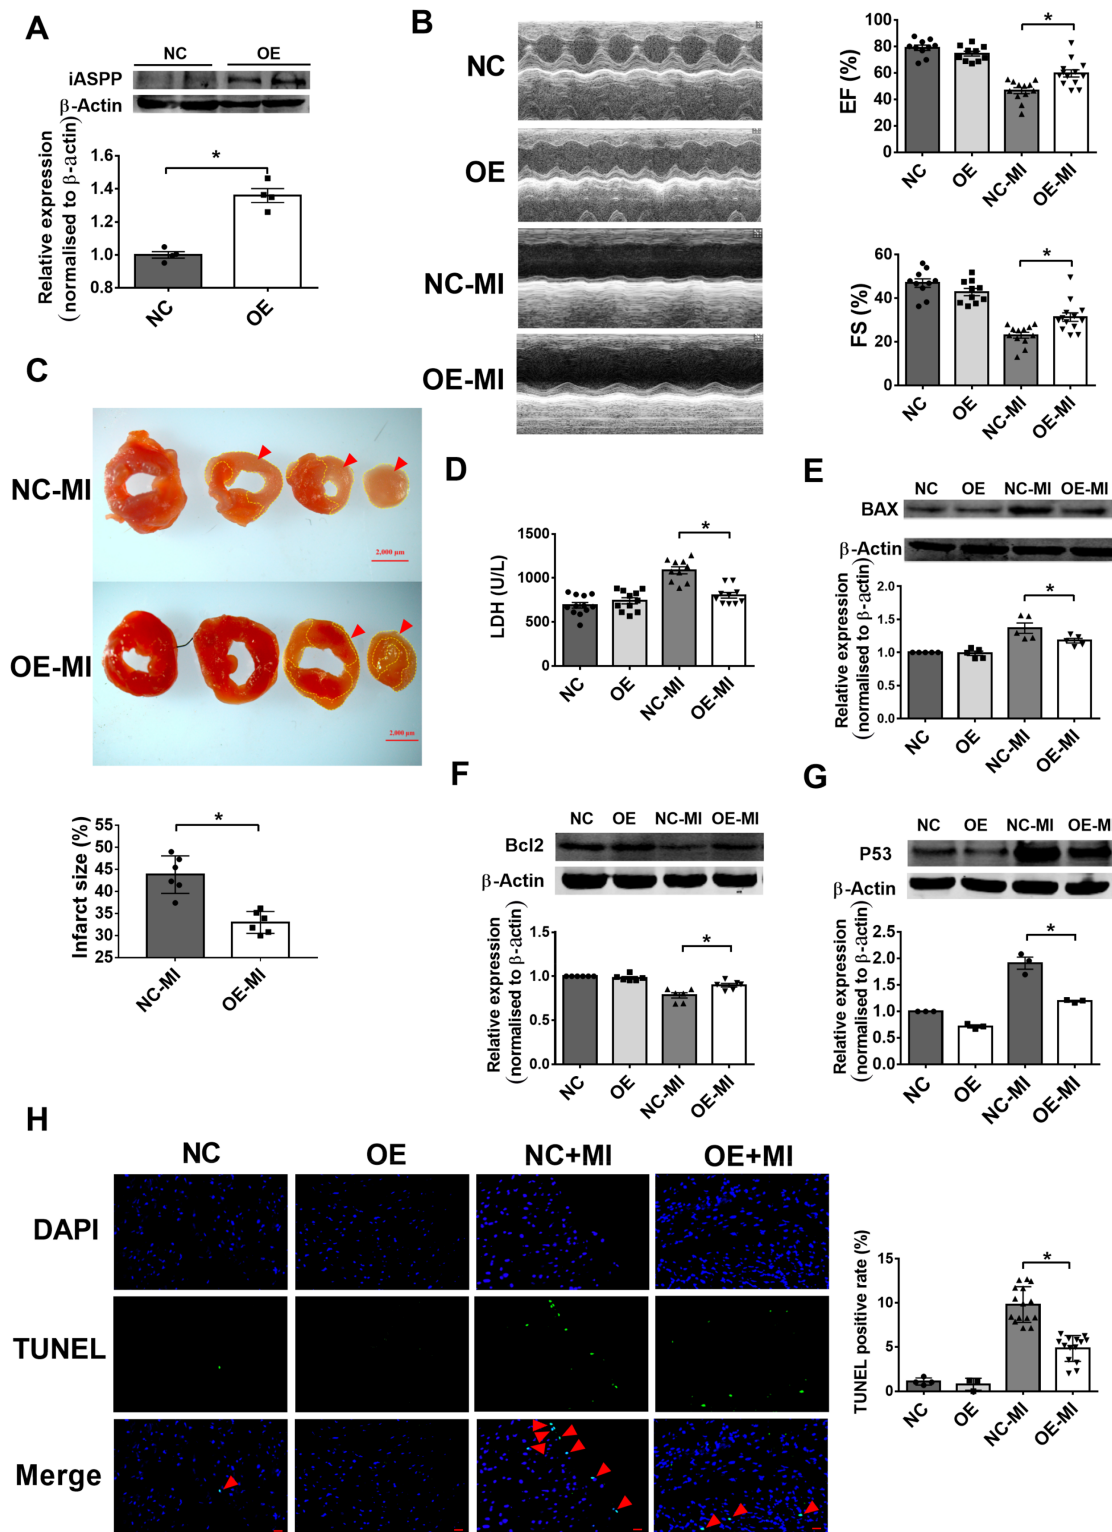 A
NC OE
iASPP
β-Actin
Relative expression
(normalised to β-actin)
1.6
1.4
1.2
1.0
0.8
*
NC OE
B
NC
OE
NC-MI
OE-MI
EF (%)
100
80
60
40
20
0
*
NC OE NC-MI OE-MI
FS (%)
60
40
20
0
*
NC OE NC-MI OE-MI
C
NC-MI
2,000 μm
OE-MI
2,000 μm
Infarct size (%)
55
45
35
33
31
29
27
25
*
NC-MI OE-MI
D
LDH (U/L)
1500
1000
500
0
*
NC OE NC-MI OE-MI
E
NC OE NC-MI OE-MI
BAX
β-Actin
Relative expression
(normalised to β-actin)
2.0
1.5
1.0
0.5
0.0
*
NC OE NC-MI OE-MI
F
NC OE NC-MI OE-MI
Bcl2
β-Actin
Relative expression
(normalised to β-actin)
1.5
1.0
0.5
0.0
*
NC OE NC-MI OE-MI
G
NC OE NC-MI OE-MI
P53
β-Actin
Relative expression
(normalised to β-actin)
2.5
2.0
1.5
1.0
0.5
0.0
*
NC OE NC-MI OE-MI
H
NC OE NC+MI OE+MI
DAPI
TUNEL
Merge
TUNEL positive rate (%)
15
10
5
0
*
NC OE NC-MI OE-MI